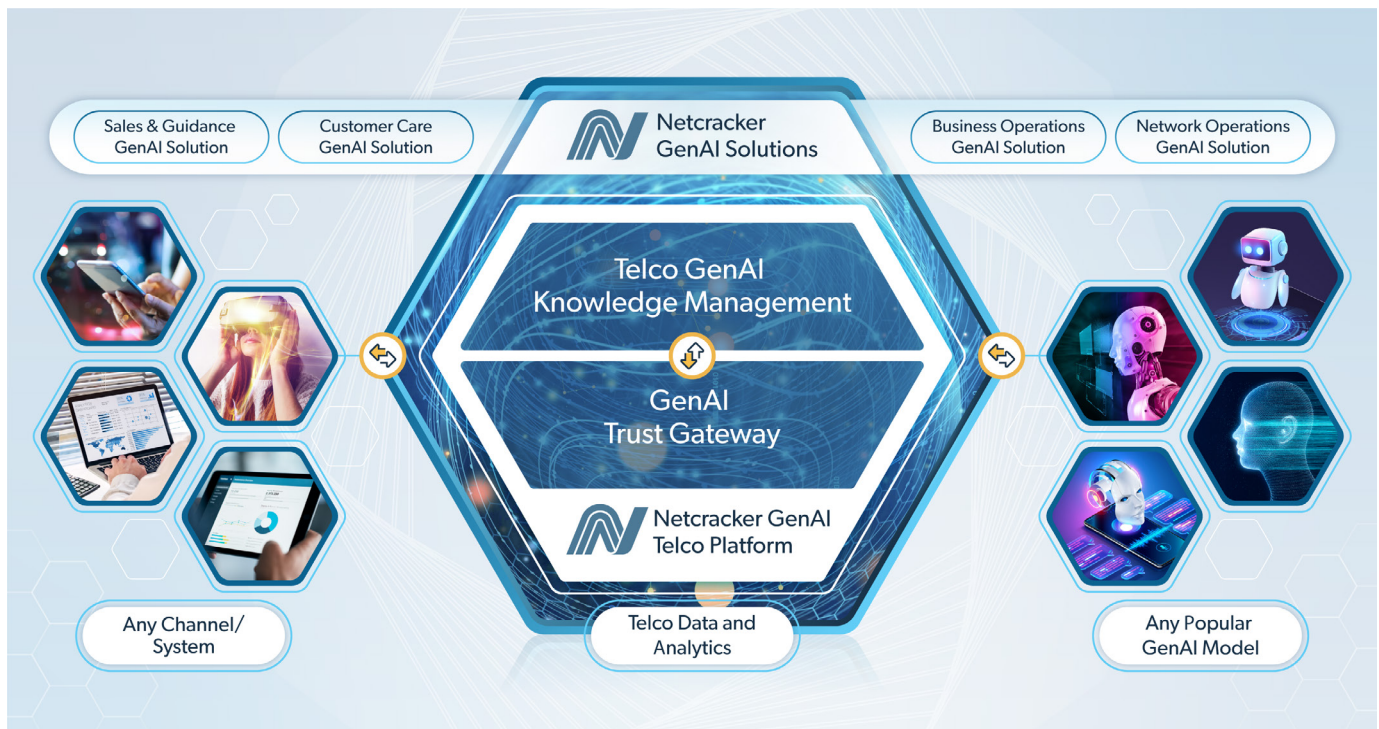 Sales & Guidance
GenAI Solution
Customer Care
GenAI Solution
Netcracker
GenAI Solutions
Business Operations
GenAI Solution
Network Operations
GenAI Solution
Telco GenAI
Knowledge Management
GenAI
Trust Gateway
Netcracker GenAI
Telco Platform
Any Channel/
System
Telco Data and
Analytics
Any Popular
GenAI Model